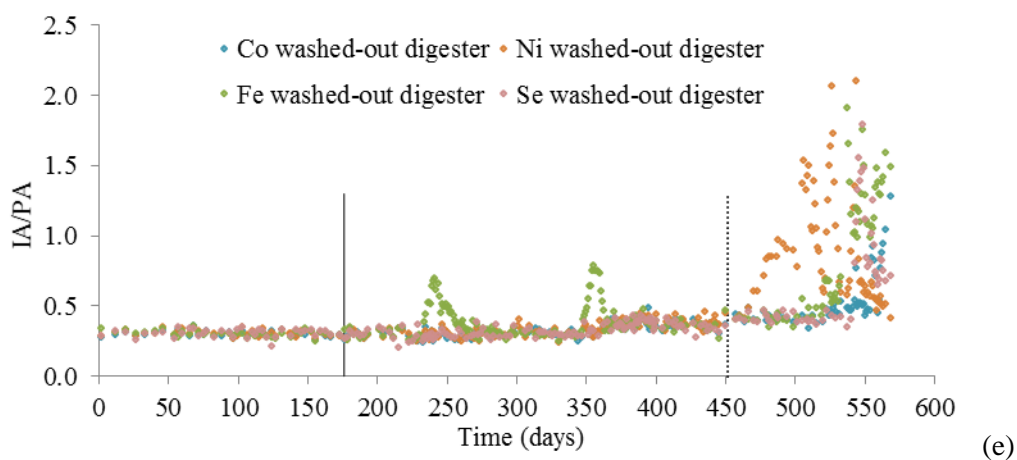 2.5
2.0
1.5
1.0
0.5
0.0
IA/PA
Co washed-out digester Ni washed-out digester
Fe washed-out digester Se washed-out digester
0 50 100 150 200 250 300 350 400 450 500 550 600
Time (days)
(e)